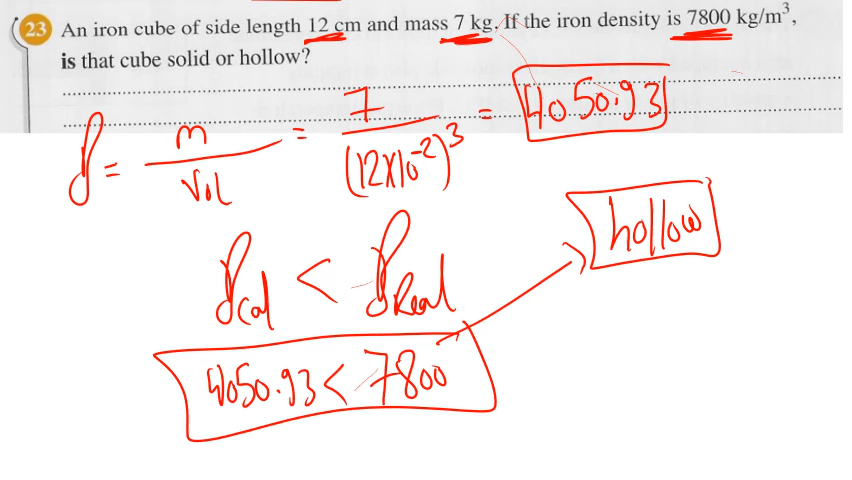 23 An iron cube of side length 12 cm and mass 7 kg. If the iron density is 7800 kg/m³,
is that cube solid or hollow?
ρ = m / Vol = 7 / (12×10⁻²)³ = 4050.93
ρcal < ρReal
hollow
4050.93 < 7800